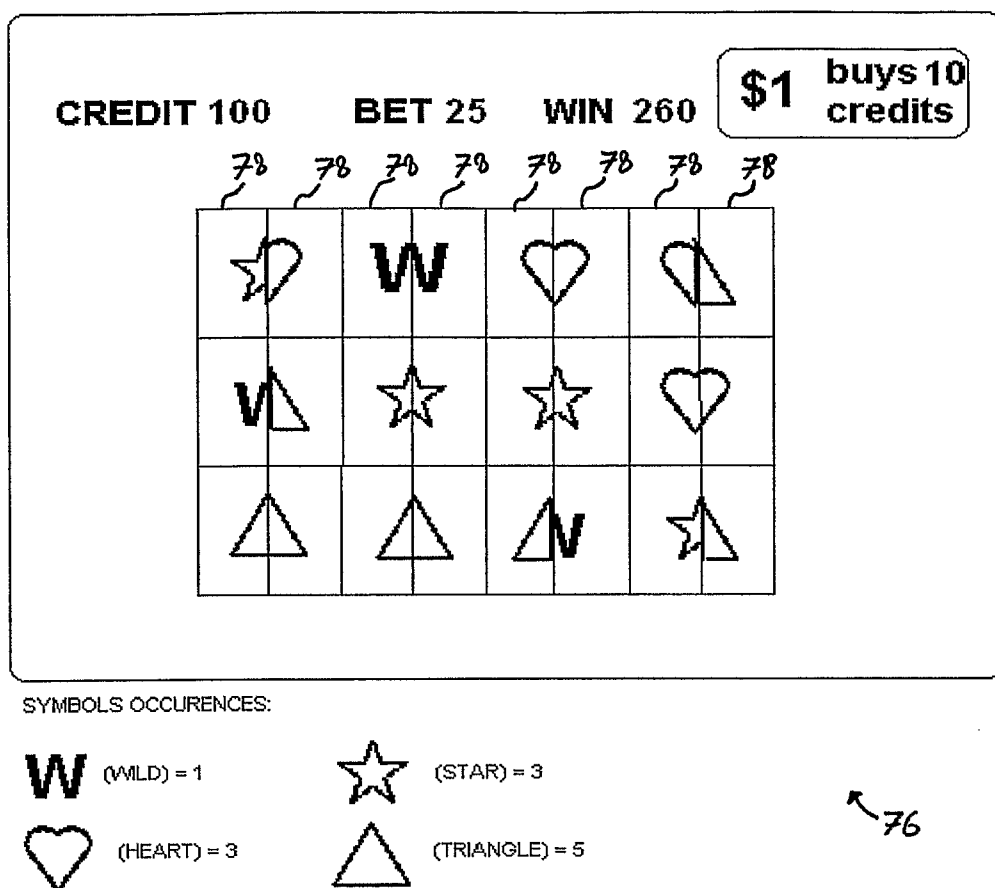 $1 buys 10 credits
CREDIT 100 BET 25 WIN 260
78 78 78 78 78 78 78 78
W
W
W
SYMBOLS OCCURENCES:
W (WILD) = 1 (STAR) = 3
76
(HEART) = 3 (TRIANGLE) = 5